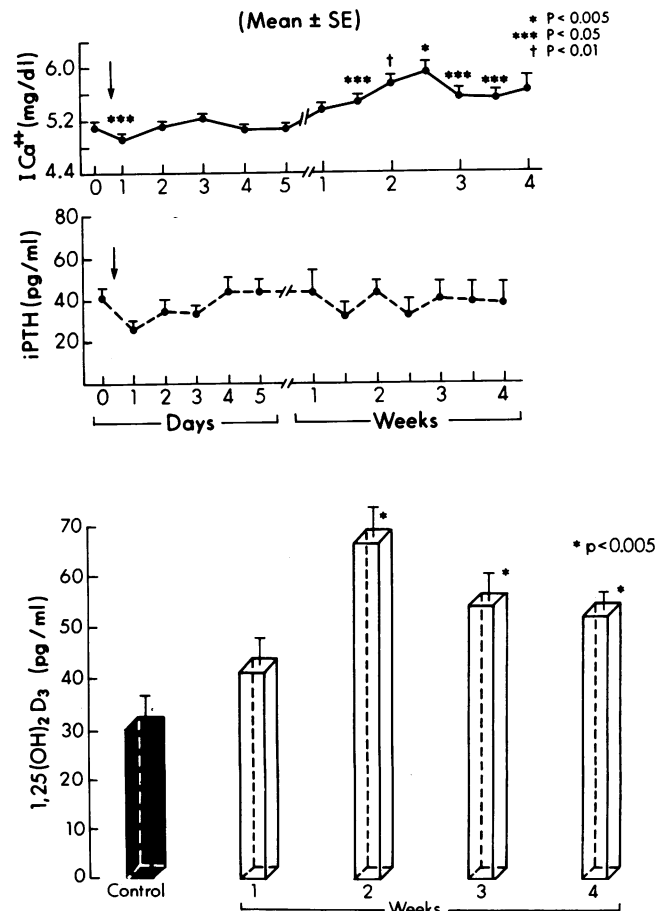 (Mean ± SE)
* P< 0.005
*** P< 0.05
† P< 0.01
I Ca⁺⁺ (mg/dl)
6.0
5.2
4.4
*** *** † * *** ***
0 1 2 3 4 5 1 2 3 4
iPTH (pg/ml)
80
60
40
20
0 1 2 3 4 5 1 2 3 4
Days Weeks
1,25(OH)₂D₃ (pg/ml)
70
60
50
40
30
20
10
0
* * *
* p<0.005
Control 1 2 3 4
Weeks